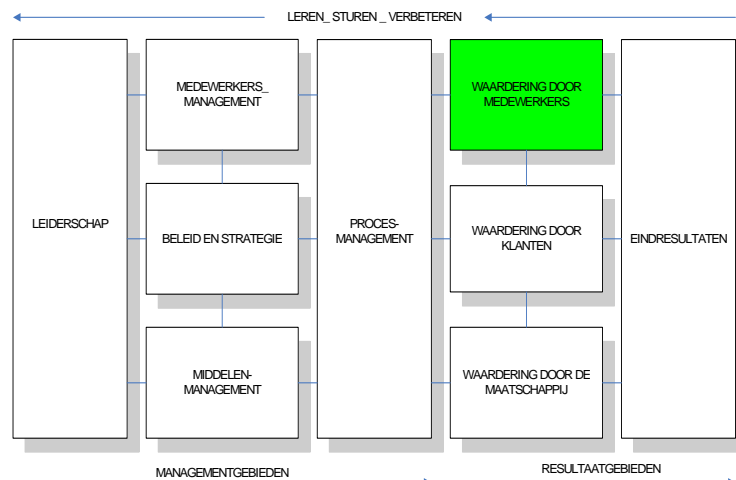 LEREN_ STUREN _ VERBETEREN
LEIDERSCHAP
MEDEWERKERS_
MANAGEMENT
BELEID EN STRATEGIE
MIDDELEN-
MANAGEMENT
PROCES-
MANAGEMENT
WAARDERING DOOR
MEDEWERKERS
WAARDERING DOOR
KLANTEN
WAARDERING DOOR DE
MAATSCHAPPIJ
EINDRESULTATEN
MANAGEMENTGEBIEDEN
RESULTAATGEBIEDEN